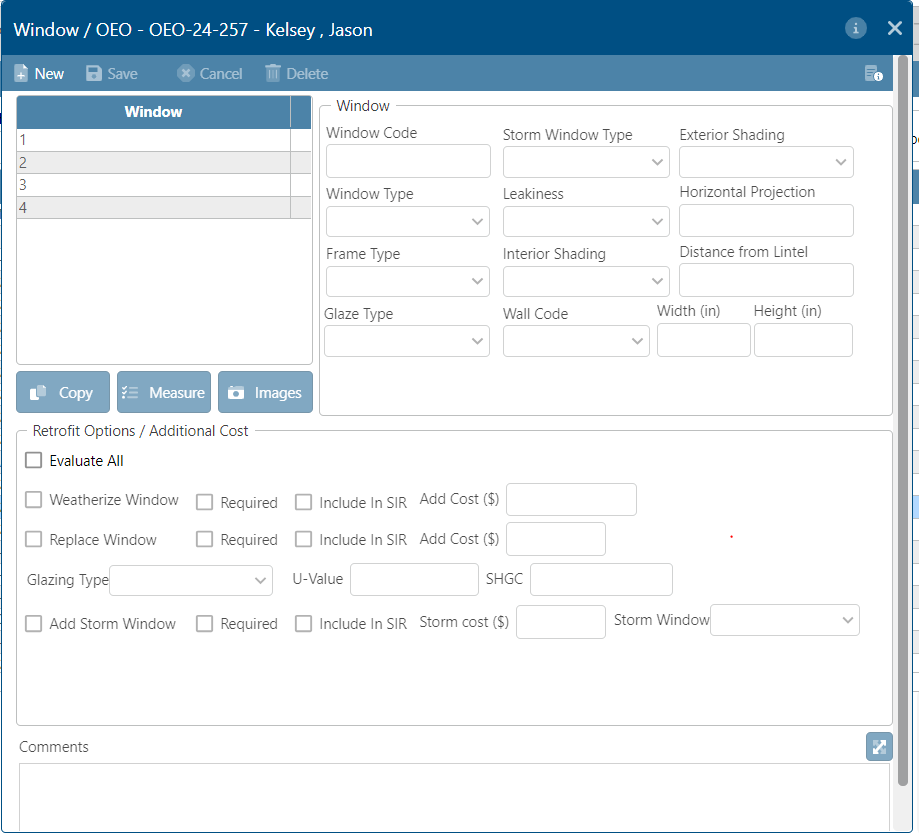 Window / OEO - OEO-24-257 - Kelsey , Jason
New Save Cancel Delete
Window
1
2
3
4
Copy Measure Images
Window
Window Code Storm Window Type Exterior Shading
Window Type Leakiness Horizontal Projection
Frame Type Interior Shading Distance from Lintel
Glaze Type Wall Code Width (in) Height (in)
Retrofit Options / Additional Cost
Evaluate All
Weatherize Window Required Include In SIR Add Cost ($)
Replace Window Required Include In SIR Add Cost ($)
Glazing Type U-Value SHGC
Add Storm Window Required Include In SIR Storm cost ($) Storm Window
Comments